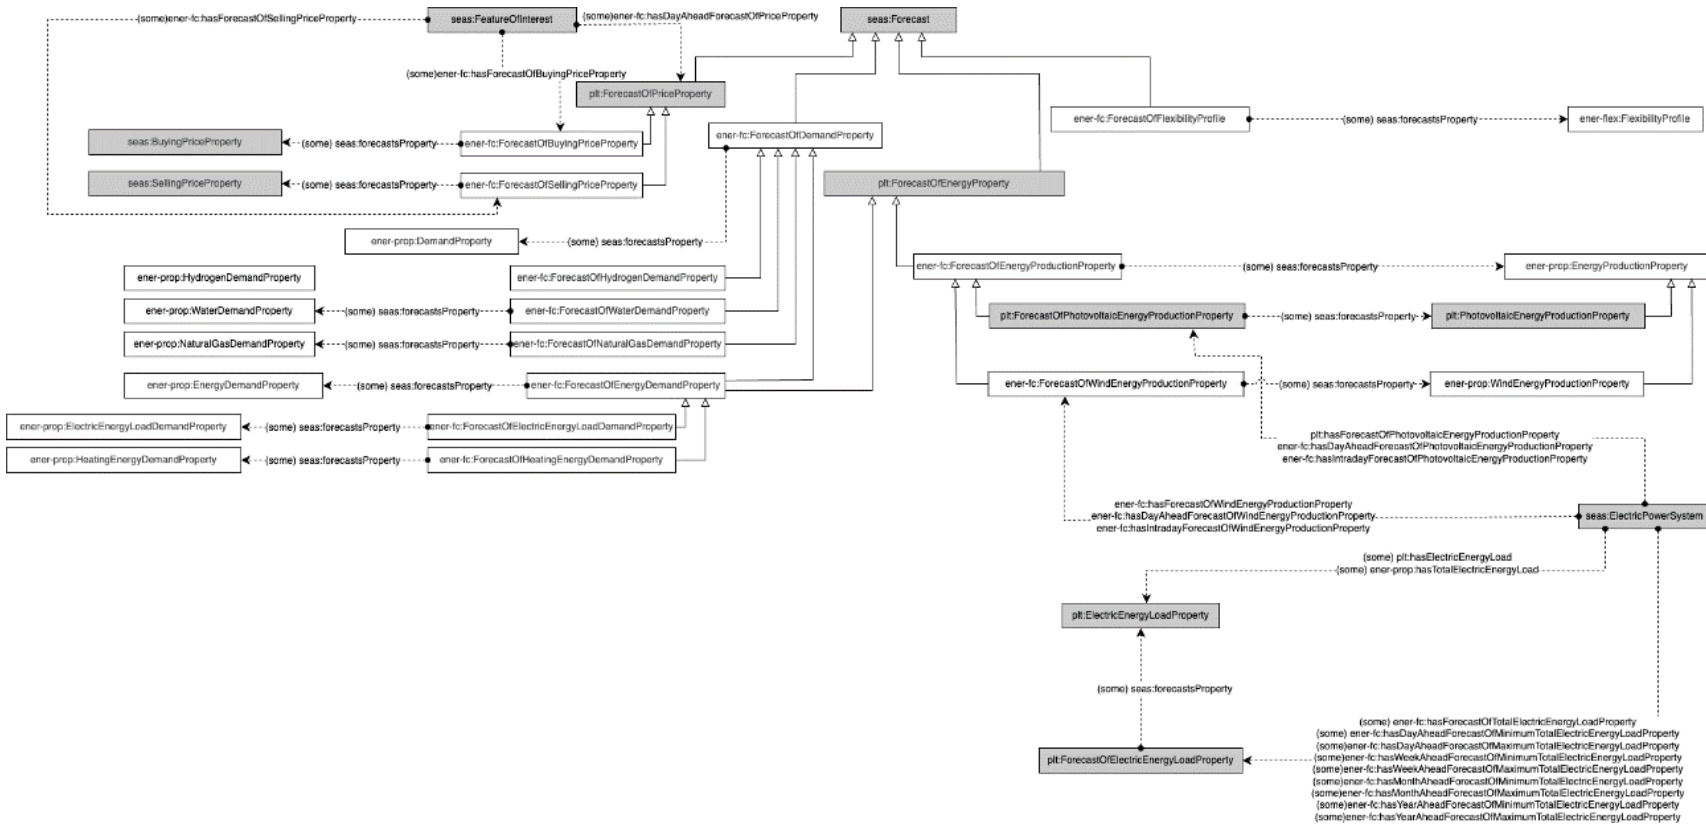 (some)ener-fc:hasForecastOfSellingPriceProperty
seas:FeatureOfInterest
(some)ener-fc:hasDayAheadForecastOfPriceProperty
seas:Forecast
(some)ener-fc:hasForecastOfBuyingPriceProperty
plt:ForecastOfPriceProperty
ener-fc:ForecastOfFlexibilityProfile
(some) seas:forecastsProperty
ener-flex:FlexibilityProfile
ener-fc:ForecastOfDemandProperty
seas:BuyingPriceProperty
(some) seas:forecastsProperty
ener-fc:ForecastOfBuyingPriceProperty
seas:SellingPriceProperty
(some) seas:forecastsProperty
ener-fc:ForecastOfSellingPriceProperty
plt:ForecastOfEnergyProperty
ener-prop:DemandProperty
(some) seas:forecastsProperty
ener-fc:ForecastOfEnergyProductionProperty
(some) seas:forecastsProperty
ener-prop:EnergyProductionProperty
ener-prop:HydrogenDemandProperty
ener-fc:ForecastOfHydrogenDemandProperty
ener-prop:WaterDemandProperty
(some) seas:forecastsProperty
ener-fc:ForecastOfWaterDemandProperty
plt:ForecastOfPhotovoltaicEnergyProductionProperty
(some) seas:forecastsProperty
plt:PhotovoltaicEnergyProductionProperty
ener-prop:NaturalGasDemandProperty
(some) seas:forecastsProperty
ener-fc:ForecastOfNaturalGasDemandProperty
ener-prop:EnergyDemandProperty
(some) seas:forecastsProperty
ener-fc:ForecastOfEnergyDemandProperty
ener-fc:ForecastOfWindEnergyProductionProperty
(some) seas:forecastsProperty
ener-prop:WindEnergyProductionProperty
ener-prop:ElectricEnergyLoadDemandProperty
(some) seas:forecastsProperty
ener-fc:ForecastOfElectricEnergyLoadDemandProperty
ener-prop:HeatingEnergyDemandProperty
(some) seas:forecastsProperty
ener-fc:ForecastOfHeatingEnergyDemandProperty
plt:hasForecastOfPhotovoltaicEnergyProductionProperty
ener-fc:hasDayAheadForecastOfPhotovoltaicEnergyProductionProperty
ener-fc:hasIntradayForecastOfPhotovoltaicEnergyProductionProperty
ener-fc:hasForecastOfWindEnergyProductionProperty
ener-fc:hasDayAheadForecastOfWindEnergyProductionProperty
ener-fc:hasIntradayForecastOfWindEnergyProductionProperty
seas:ElectricPowerSystem
(some) plt:hasElectricEnergyLoad
(some) ener-prop:hasTotalElectricEnergyLoad
plt:ElectricEnergyLoadProperty
(some) seas:forecastsProperty
plt:ForecastOfElectricEnergyLoadProperty
(some) ener-fc:hasForecastOfTotalElectricEnergyLoadProperty
(some) ener-fc:hasDayAheadForecastOfMinimumTotalElectricEnergyLoadProperty
(some)ener-fc:hasDayAheadForecastOfMaximumTotalElectricEnergyLoadProperty
(some)ener-fc:hasWeekAheadForecastOfMinimumTotalElectricEnergyLoadProperty
(some)ener-fc:hasWeekAheadForecastOfMaximumTotalElectricEnergyLoadProperty
(some)ener-fc:hasMonthAheadForecastOfMinimumTotalElectricEnergyLoadProperty
(some)ener-fc:hasMonthAheadForecastOfMaximumTotalElectricEnergyLoadProperty
(some)ener-fc:hasYearAheadForecastOfMinimumTotalElectricEnergyLoadProperty
(some)ener-fc:hasYearAheadForecastOfMaximumTotalElectricEnergyLoadProperty